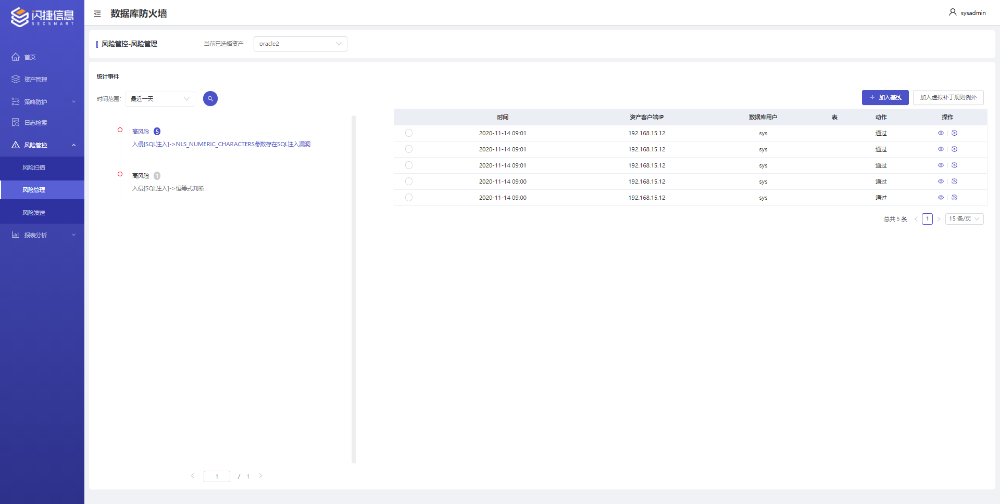 闪捷信息
SECSMART
数据库防火墙
sysadmin
首页
资产管理
策略防护
日志检索
风险管控
风险扫描
风险管理
风险发送
报表分析
风险管控-风险管理
当前已选择资产
oracle2
统计事件
时间范围：
最近一天
加入基线
加入虚拟补丁规则例外
高风险 5
入侵[SQL注入]->NLS_NUMERIC_CHARACTERS参数存在SQL注入漏洞
高风险 1
入侵[SQL注入]->恒等式判断
时间 资产客户端IP 数据库用户 表 动作 操作
2020-11-14 09:01 192.168.15.12 sys 通过
2020-11-14 09:01 192.168.15.12 sys 通过
2020-11-14 09:01 192.168.15.12 sys 通过
2020-11-14 09:00 192.168.15.12 sys 通过
2020-11-14 09:00 192.168.15.12 sys 通过
总共 5 条 < 1 > 15 条/页
< 1 / 1 >